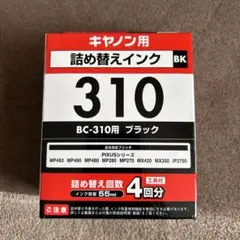 キヤノン用
詰め替えインク
BK
310
BC-310用 ブラック
PIXUSシリーズ
MP493 MP490 MP480 MP280 MP270 MX420 MX350 iP2700
詰め替え回数
インク容量 55ml
工具付
4回分
ご注意